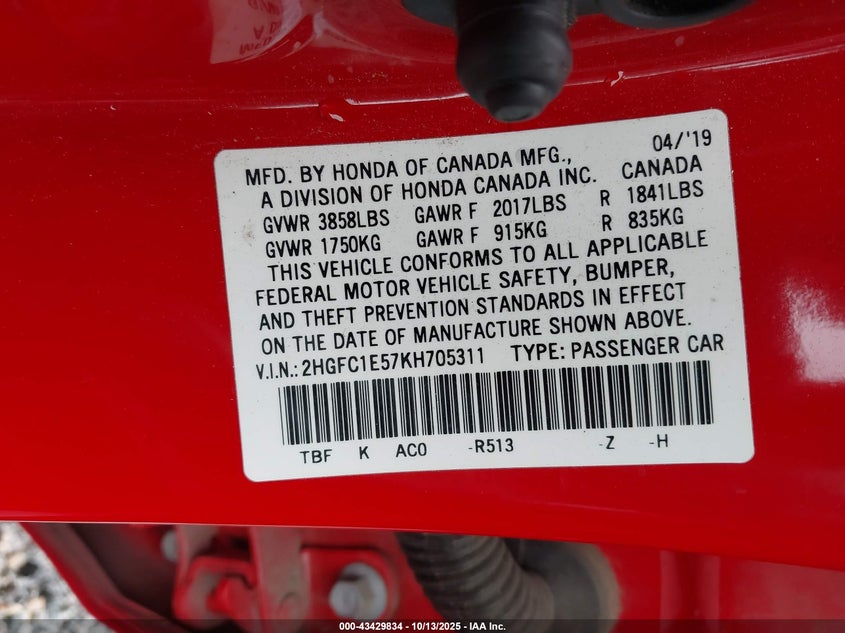 04/'19
MFD. BY HONDA OF CANADA MFG.,
A DIVISION OF HONDA CANADA INC. CANADA
GVWR 3858LBS GAWR F 2017LBS R 1841LBS
GVWR 1750KG GAWR F 915KG R 835KG
THIS VEHICLE CONFORMS TO ALL APPLICABLE
FEDERAL MOTOR VEHICLE SAFETY, BUMPER,
AND THEFT PREVENTION STANDARDS IN EFFECT
ON THE DATE OF MANUFACTURE SHOWN ABOVE.
V.I.N.: 2HGFC1E57KH705311 TYPE: PASSENGER CAR
TBF K AC0 -R513 -Z -H
000-43429834 - 10/13/2025 - IAA Inc.